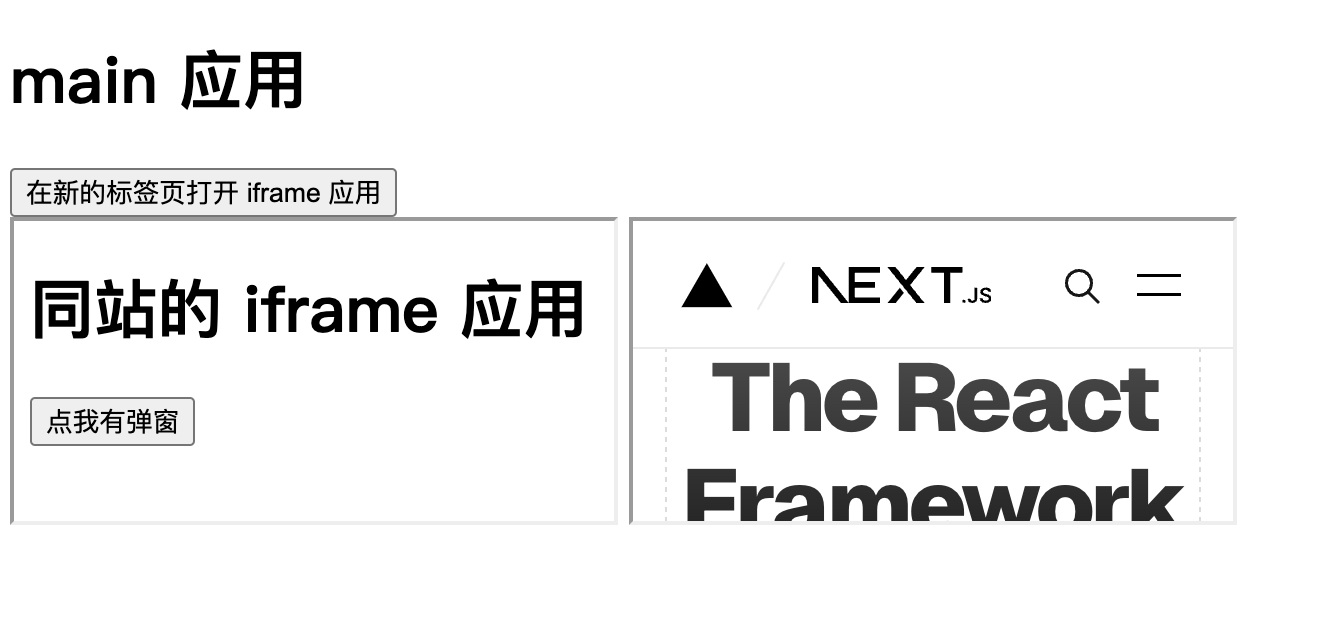 main 应用
在新的标签页打开 iframe 应用
同站的 iframe 应用
点我有弹窗
NEXT.JS
The React
Framework